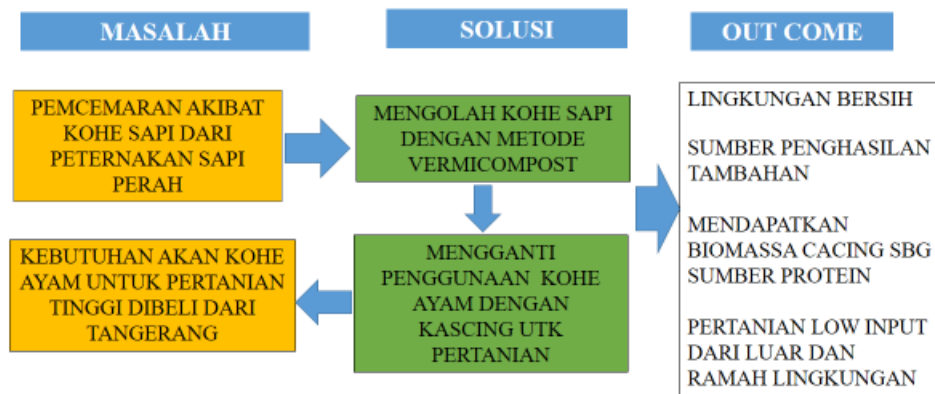 MASALAH
SOLUSI
OUT COME
PEMCEMARAN AKIBAT
KOHE SAPI DARI
PETERNAKAN SAPI
PERAH
MENGOLAH KOHE SAPI
DENGAN METODE
VERMICOMPOST
KEBUTUHAN AKAN KOHE
AYAM UNTUK PERTANIAN
TINGGI DIBELI DARI
TANGERANG
MENGGANTI
PENGGUNAAN KOHE
AYAM DENGAN
KASCING UTK
PERTANIAN
LINGKUNGAN BERSIH
SUMBER PENGHASILAN
TAMBAHAN
MENDAPATKAN
BIOMASSA CACING SBG
SUMBER PROTEIN
PERTANIAN LOW INPUT
DARI LUAR DAN
RAMAH LINGKUNGAN